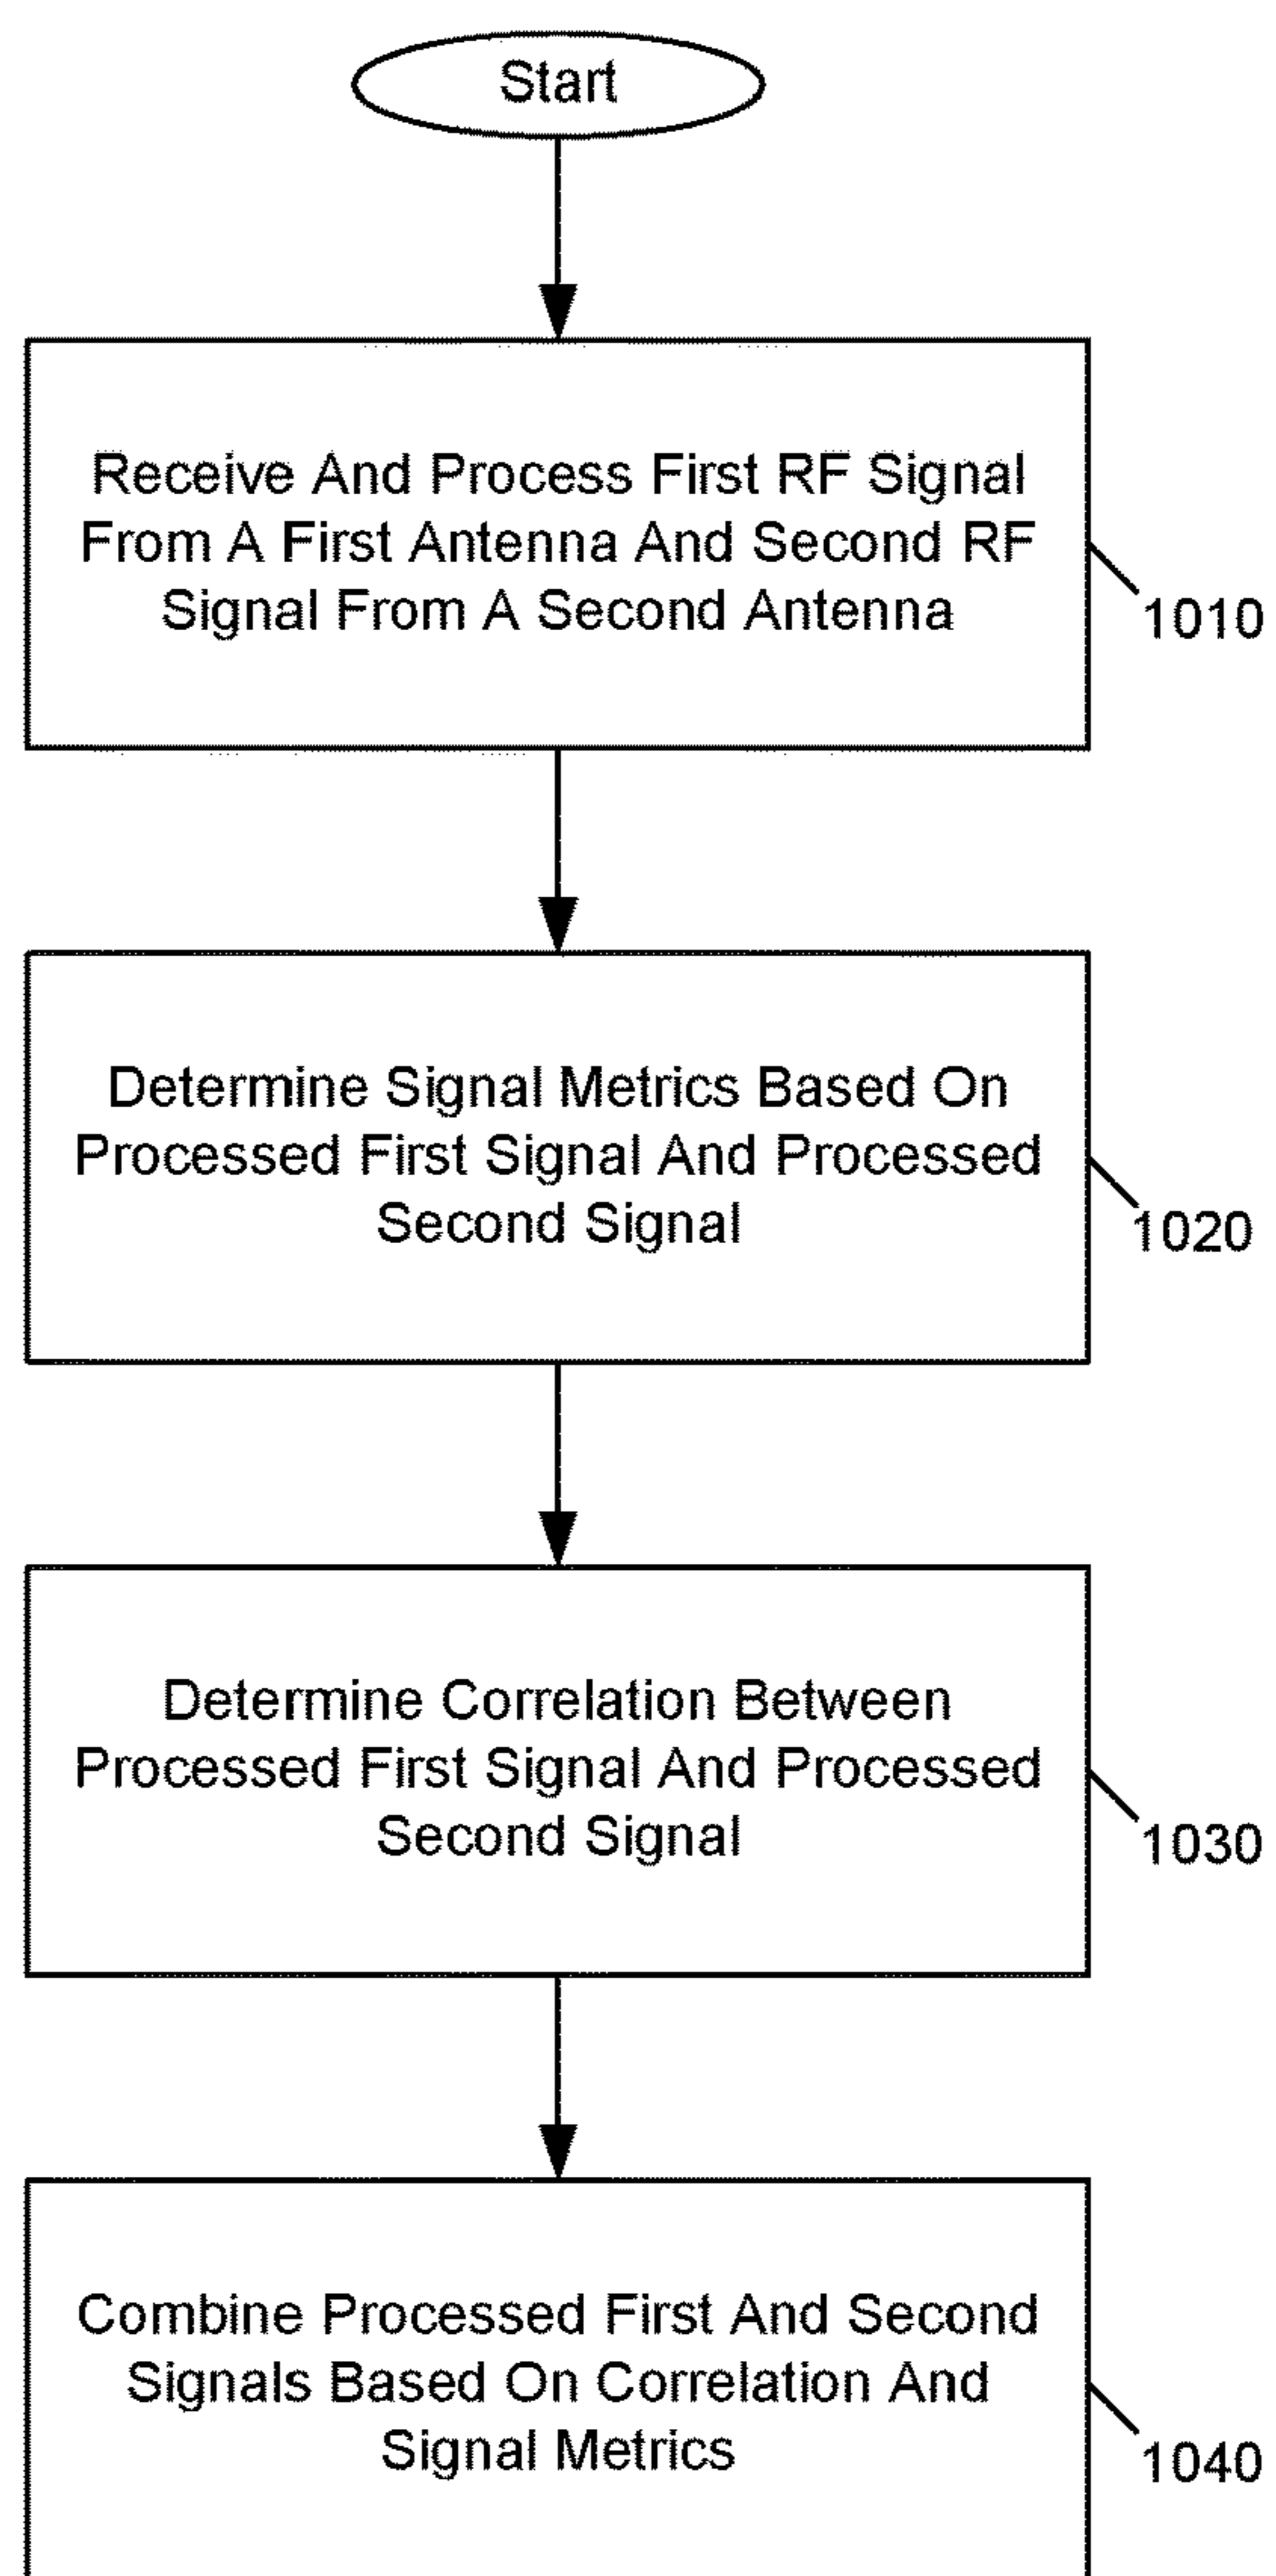 Start
Receive And Process First RF Signal
From A First Antenna And Second RF
Signal From A Second Antenna
1010
Determine Signal Metrics Based On
Processed First Signal And Processed
Second Signal
1020
Determine Correlation Between
Processed First Signal And Processed
Second Signal
1030
Combine Processed First And Second
Signals Based On Correlation And
Signal Metrics
1040